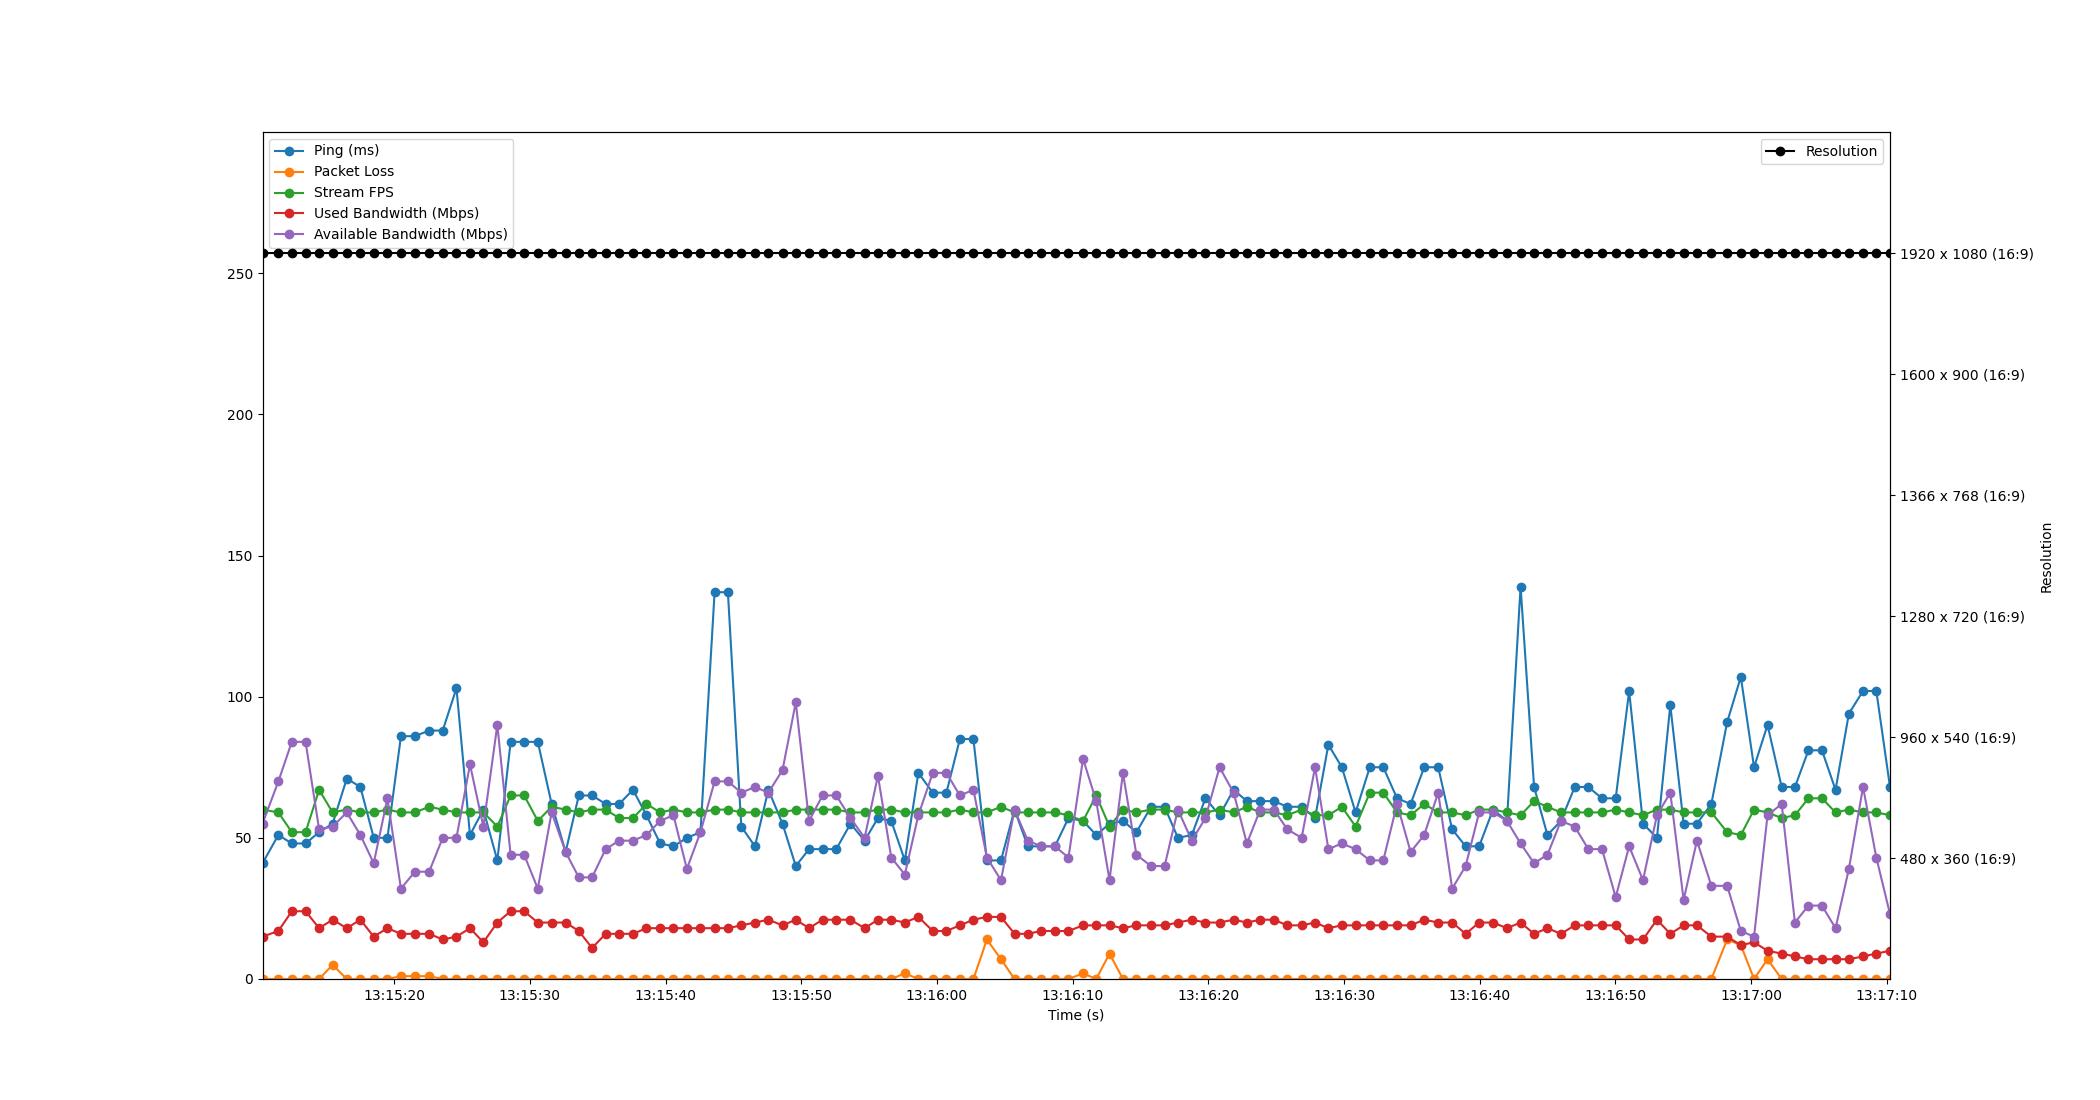 Ping (ms)
Packet Loss
Stream FPS
Used Bandwidth (Mbps)
Available Bandwidth (Mbps)
Resolution
250
200
150
100
50
0
1920 x 1080 (16:9)
1600 x 900 (16:9)
1366 x 768 (16:9)
1280 x 720 (16:9)
960 x 540 (16:9)
480 x 360 (16:9)
Resolution
13:15:20 13:15:30 13:15:40 13:15:50 13:16:00 13:16:10 13:16:20 13:16:30 13:16:40 13:16:50 13:17:00 13:17:10
Time (s)